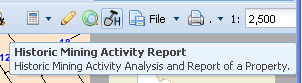 H File . 1: 2,500
Historic Mining Activity Report
Historic Mining Activity Analysis and Report of a Property.